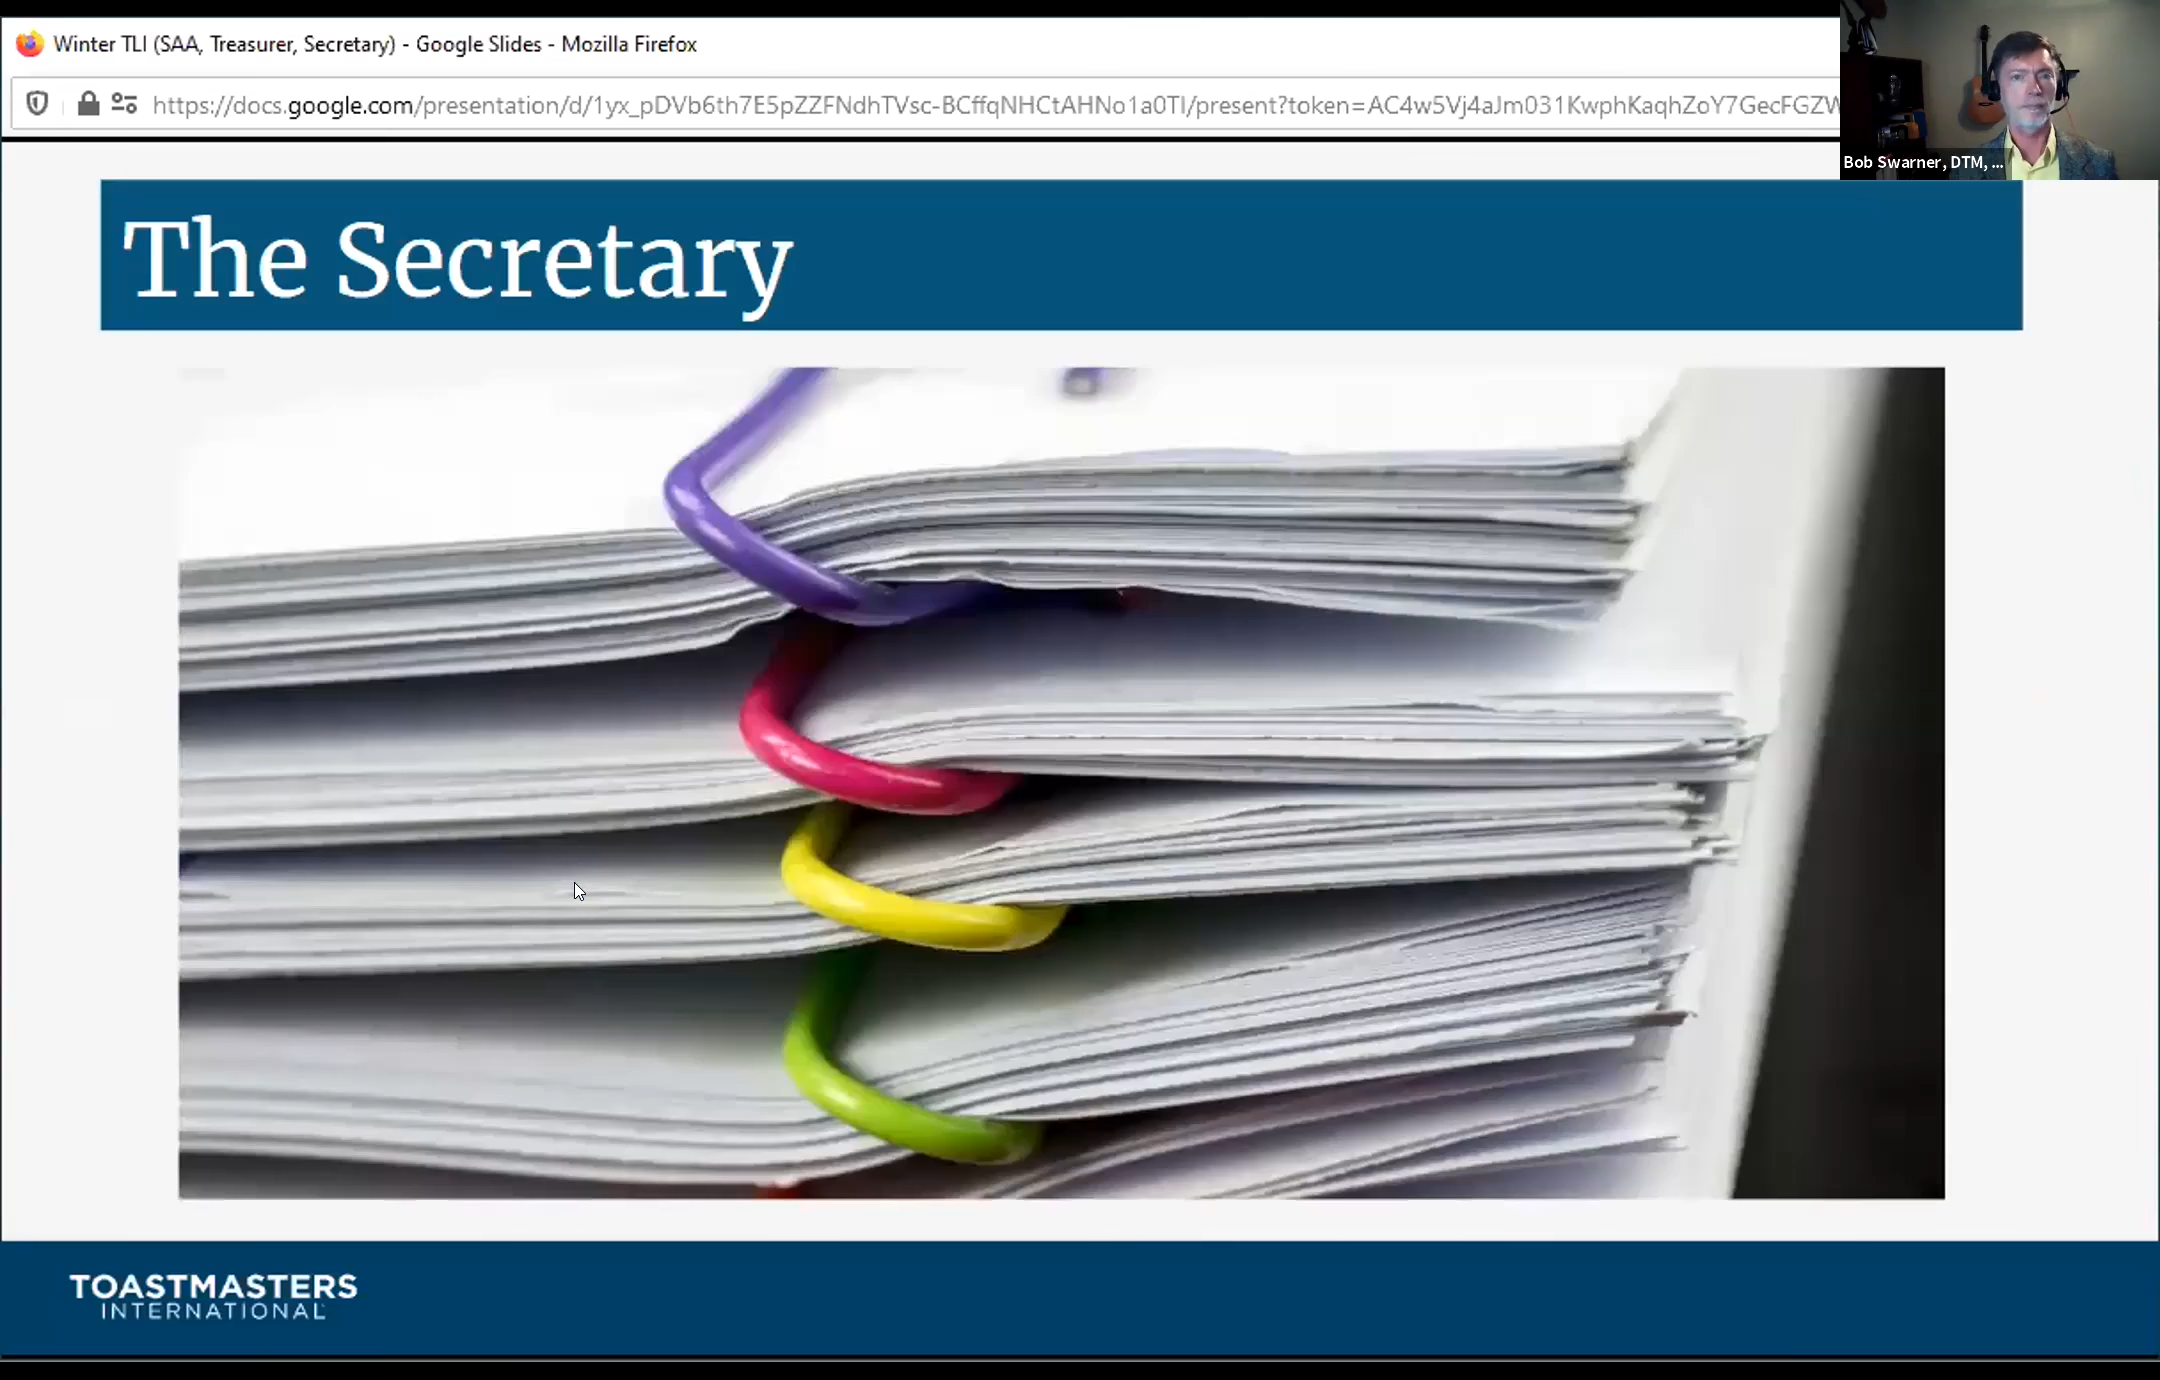 Winter TLI (SAA, Treasurer, Secretary) - Google Slides - Mozilla Firefox
https://docs.google.com/presentation/d/1yx_pDVb6th7E5pZZFNdhTVsc-BCffqNHCtAHNo1a0TI/present?token=AC4w5Vj4aJm031KwphKaqhZoY7GecFGZW
Bob Swarner, DTM, ...
The Secretary
TOASTMASTERS
INTERNATIONAL